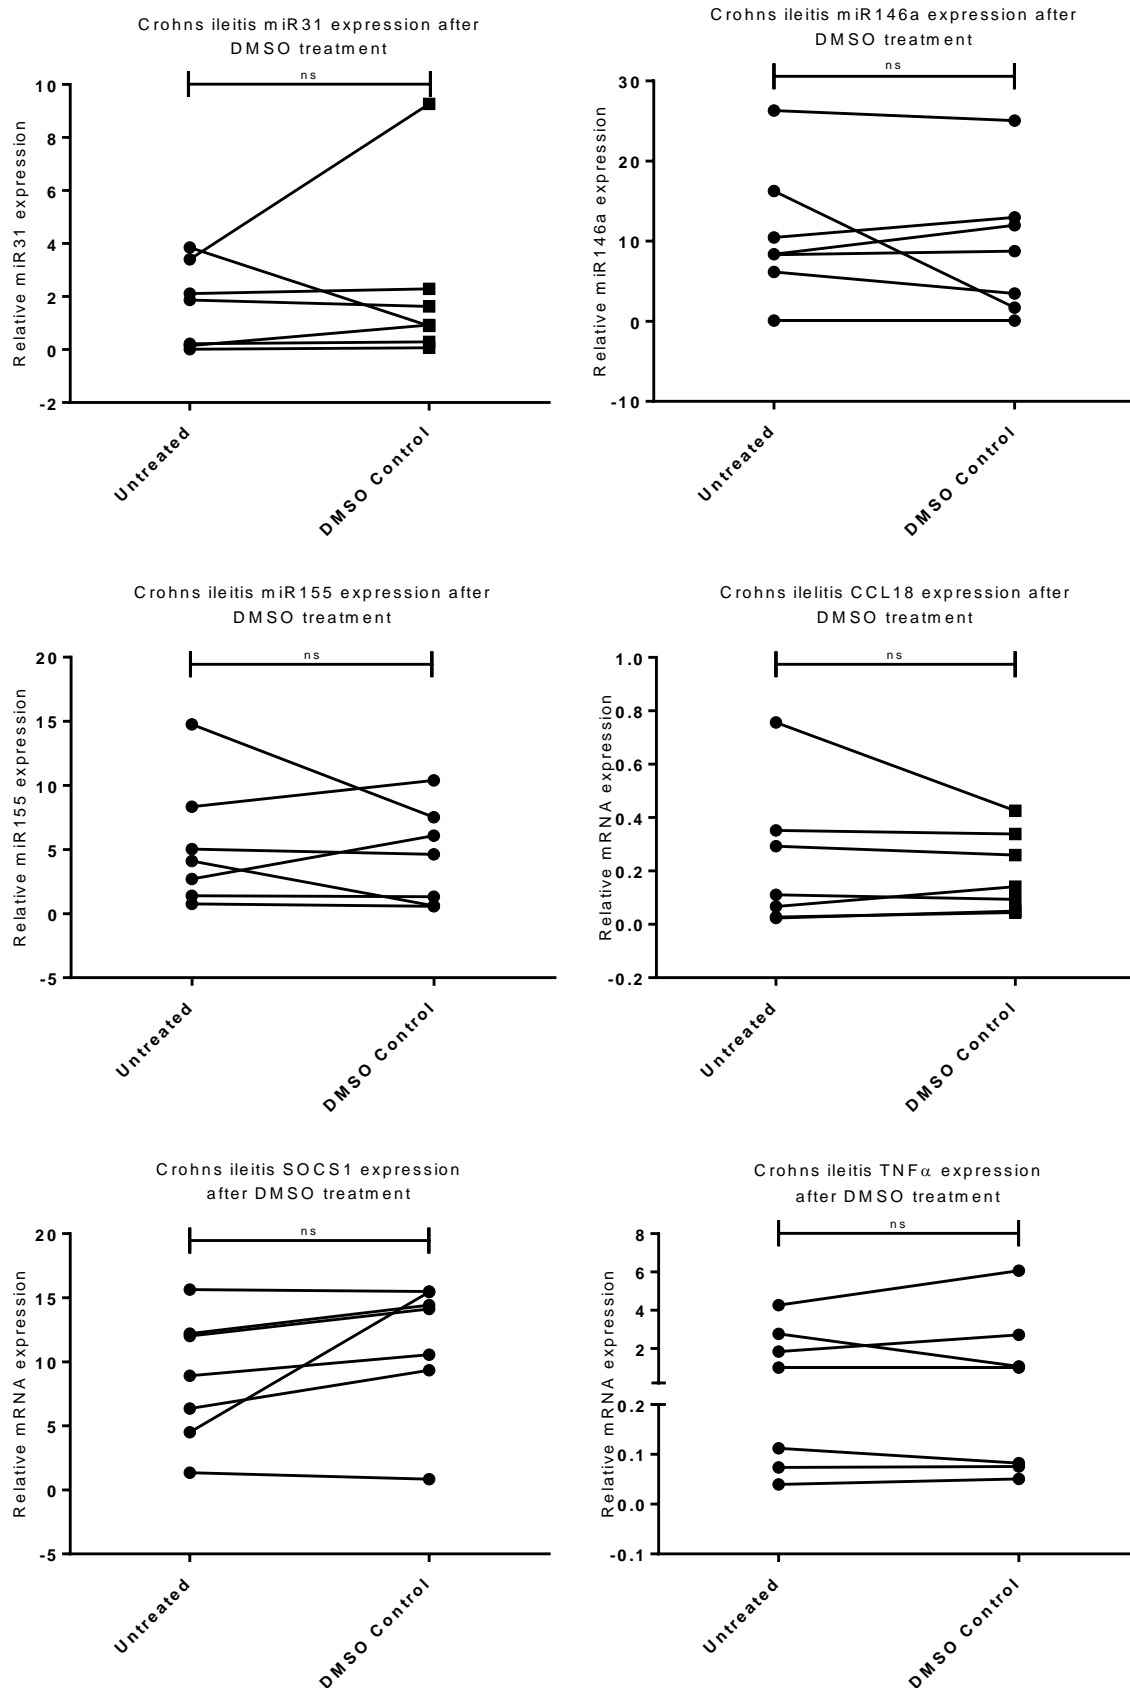 Crohns ileitis miR31 expression after
DMSO treatment
ns
Relative miR31 expression
10
8
6
4
2
0
-2
Untreated
DMSO Control
Crohns ileitis miR146a expression after
DMSO treatment
ns
Relative miR146a expression
30
20
10
0
-10
Untreated
DMSO Control
Crohns ileitis miR155 expression after
DMSO treatment
ns
Relative miR155 expression
20
15
10
5
0
-5
Untreated
DMSO Control
Crohns ilelitis CCL18 expression after
DMSO treatment
ns
Relative mRNA expression
1.0
0.8
0.6
0.4
0.2
0.0
-0.2
Untreated
DMSO Control
Crohns ileitis SOCS1 expression
after DMSO treatment
ns
Relative mRNA expression
20
15
10
5
0
-5
Untreated
DMSO Control
Crohns ileitis TNFα expression
after DMSO treatment
ns
Relative mRNA expression
8
6
4
2
0.2
0.1
0.0
-0.1
Untreated
DMSO Control